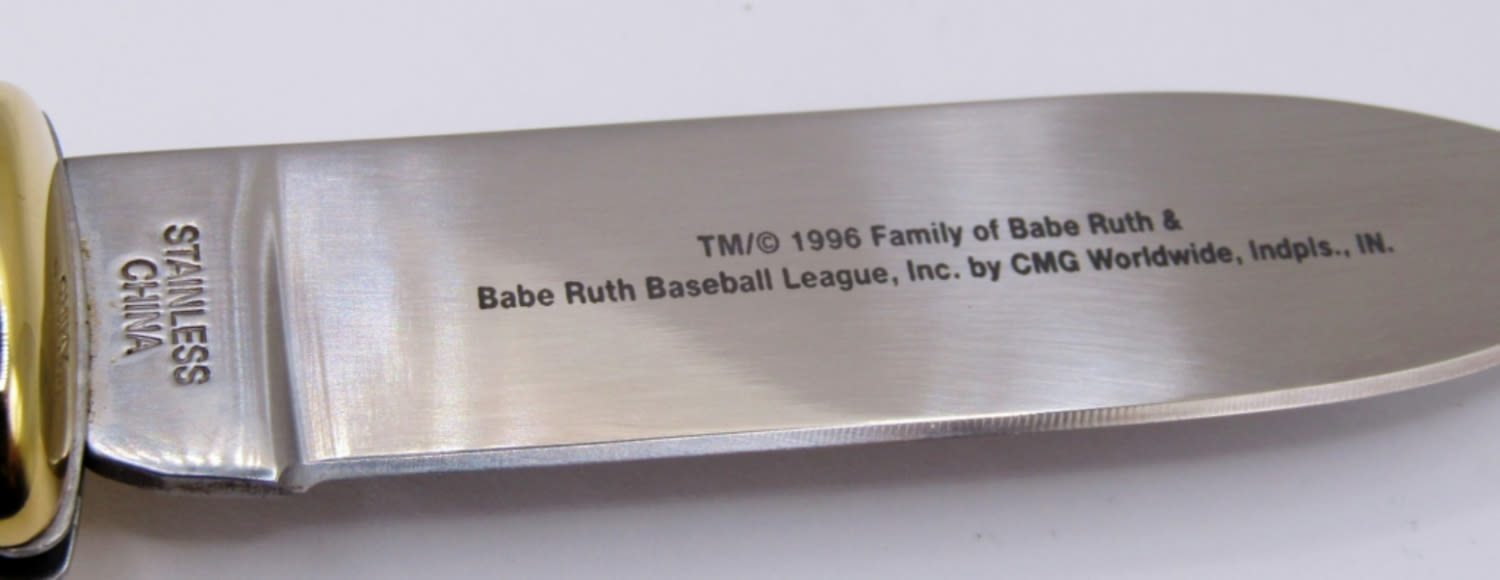 TM/© 1996 Family of Babe Ruth &
Babe Ruth Baseball League, Inc. by CMG Worldwide, Indpls., IN.
STAINLESS
CHINA